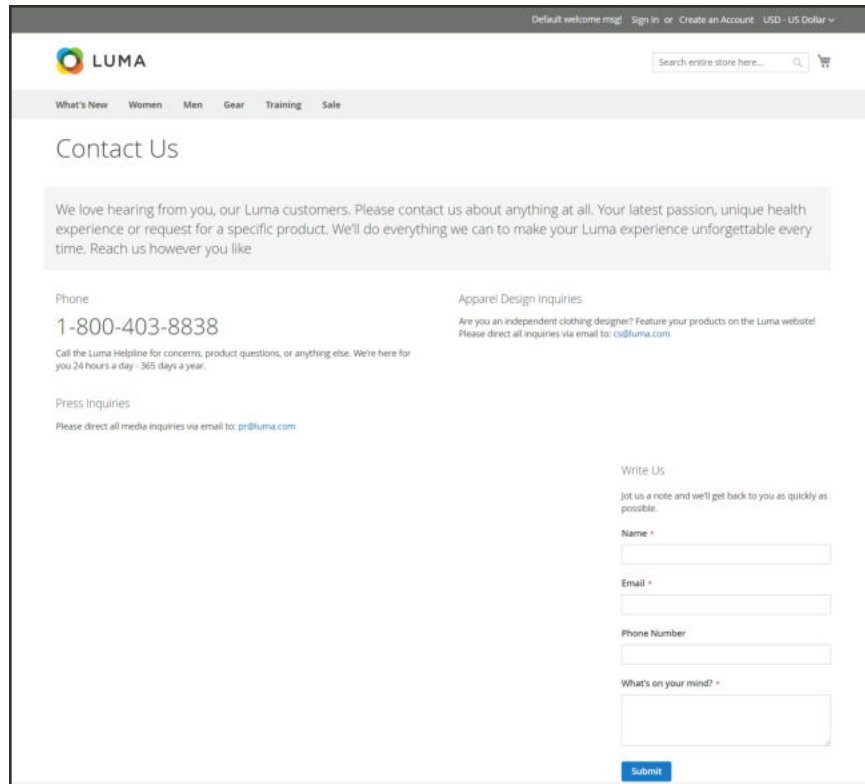 Default welcome msg! Sign In or Create an Account USD - US Dollar
LUMA
Search entire store here...
What's New Women Men Gear Training Sale
Contact Us
We love hearing from you, our Luma customers. Please contact us about anything at all. Your latest passion, unique health
experience or request for a specific product. We'll do everything we can to make your Luma experience unforgettable every
time. Reach us however you like
Phone
1-800-403-8838
Call the Luma Helpline for concerns, product questions, or anything else. We're here for
you 24 hours a day - 365 days a year.
Apparel Design Inquiries
Are you an independent clothing designer? Feature your products on the Luma website!
Please direct all inquiries via email to: cs@luma.com
Press Inquiries
Please direct all media inquiries via email to: pr@luma.com
Write Us
Jot us a note and we'll get back to you as quickly as
possible.
Name *
Email *
Phone Number
What's on your mind? *
Submit